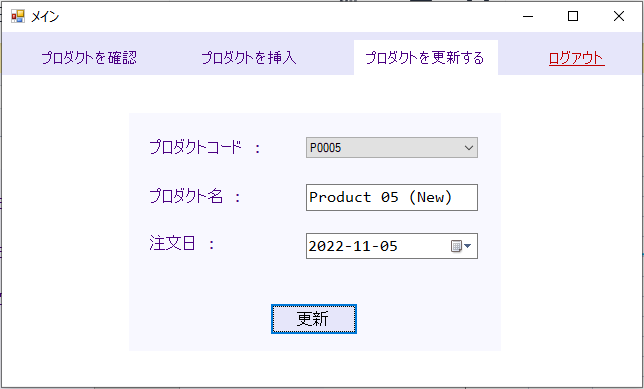 メイン
プロダクトを確認 プロダクトを挿入 プロダクトを更新する ログアウト
プロダクトコード : P0005
プロダクト名 : Product 05 (New)
注文日 : 2022-11-05
更新